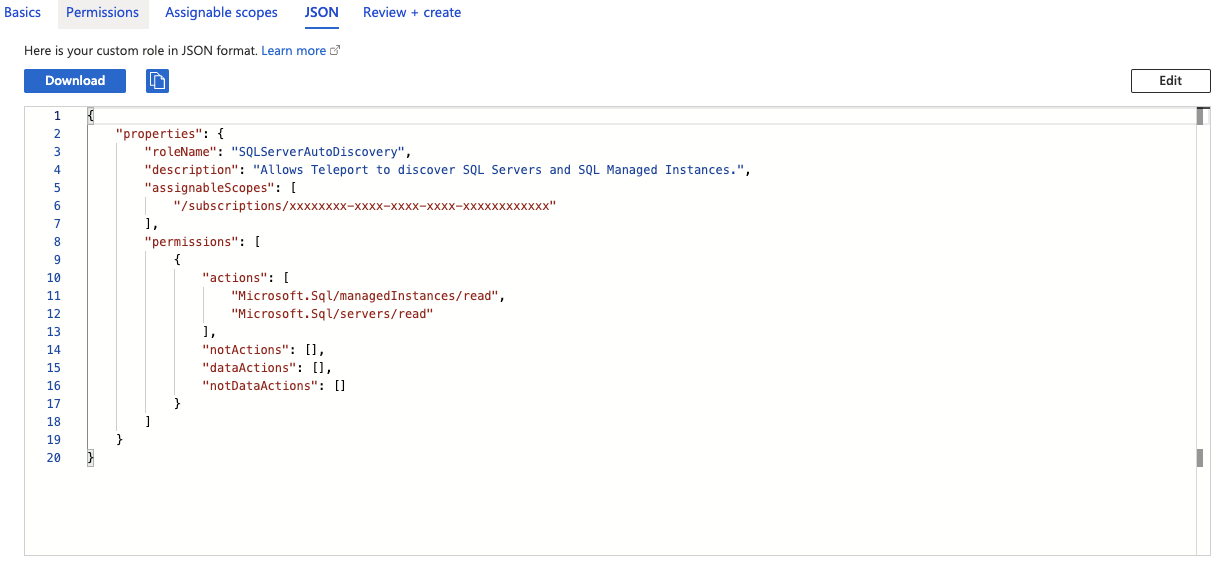 Basics Permissions Assignable scopes JSON Review + create
Here is your custom role in JSON format. Learn more
Download
Edit
1 {
2 "properties": {
3 "roleName": "SQLServerAutoDiscovery",
4 "description": "Allows Teleport to discover SQL Servers and SQL Managed Instances.",
5 "assignableScopes": [
6 "/subscriptions/xxxxxxxx-xxxx-xxxx-xxxx-xxxxxxxxxxxx"
7 ],
8 "permissions": [
9 {
10 "actions": [
11 "Microsoft.Sql/managedInstances/read",
12 "Microsoft.Sql/servers/read"
13 ],
14 "notActions": [],
15 "dataActions": [],
16 "notDataActions": []
17 }
18 ]
19 }
20 }